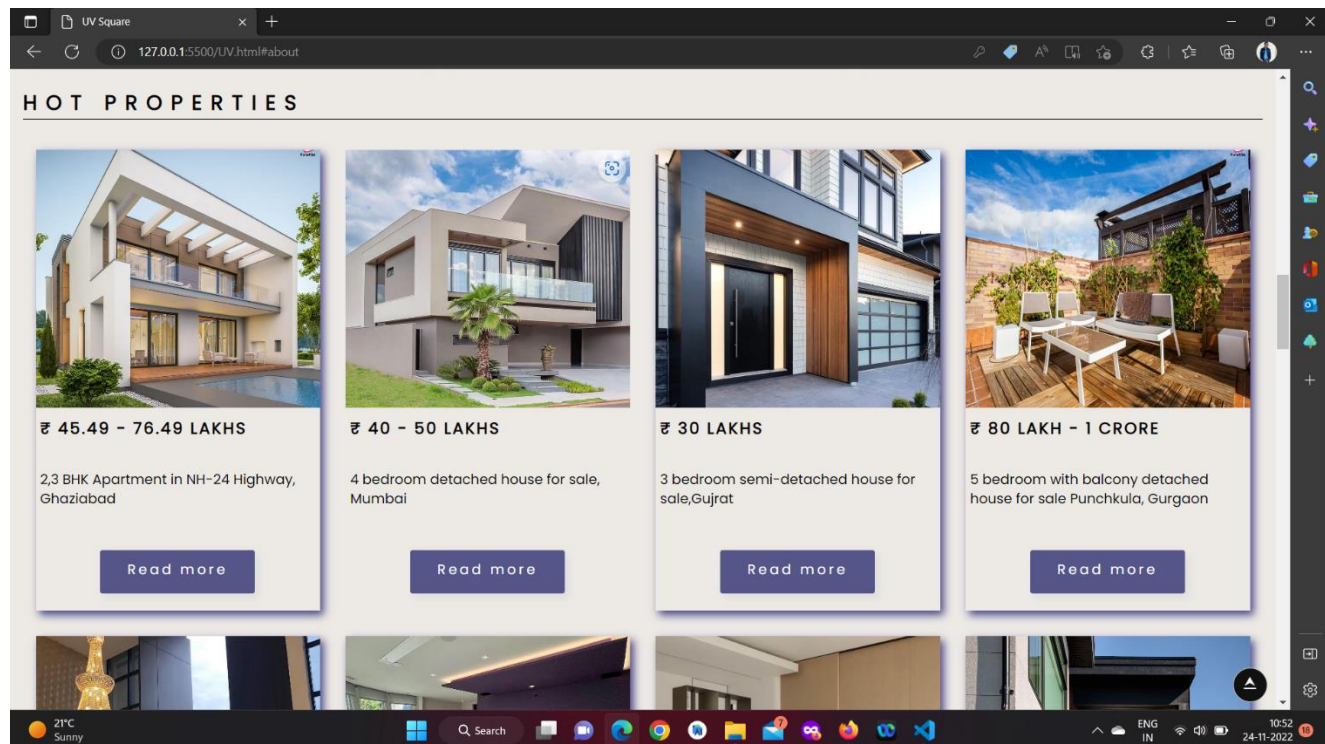 UV Square
127.0.0.1:5500/UV.html#about
HOT PROPERTIES
₹ 45.49 - 76.49 LAKHS
2,3 BHK Apartment in NH-24 Highway,
Ghaziabad
Read more
₹ 40 - 50 LAKHS
4 bedroom detached house for sale,
Mumbai
Read more
₹ 30 LAKHS
3 bedroom semi-detached house for
sale,Gujrat
Read more
₹ 80 LAKH - 1 CRORE
5 bedroom with balcony detached
house for sale Punchkula, Gurgaon
Read more
21°C
Sunny
Search
7
ENG
IN
10:52
24-11-2022
18